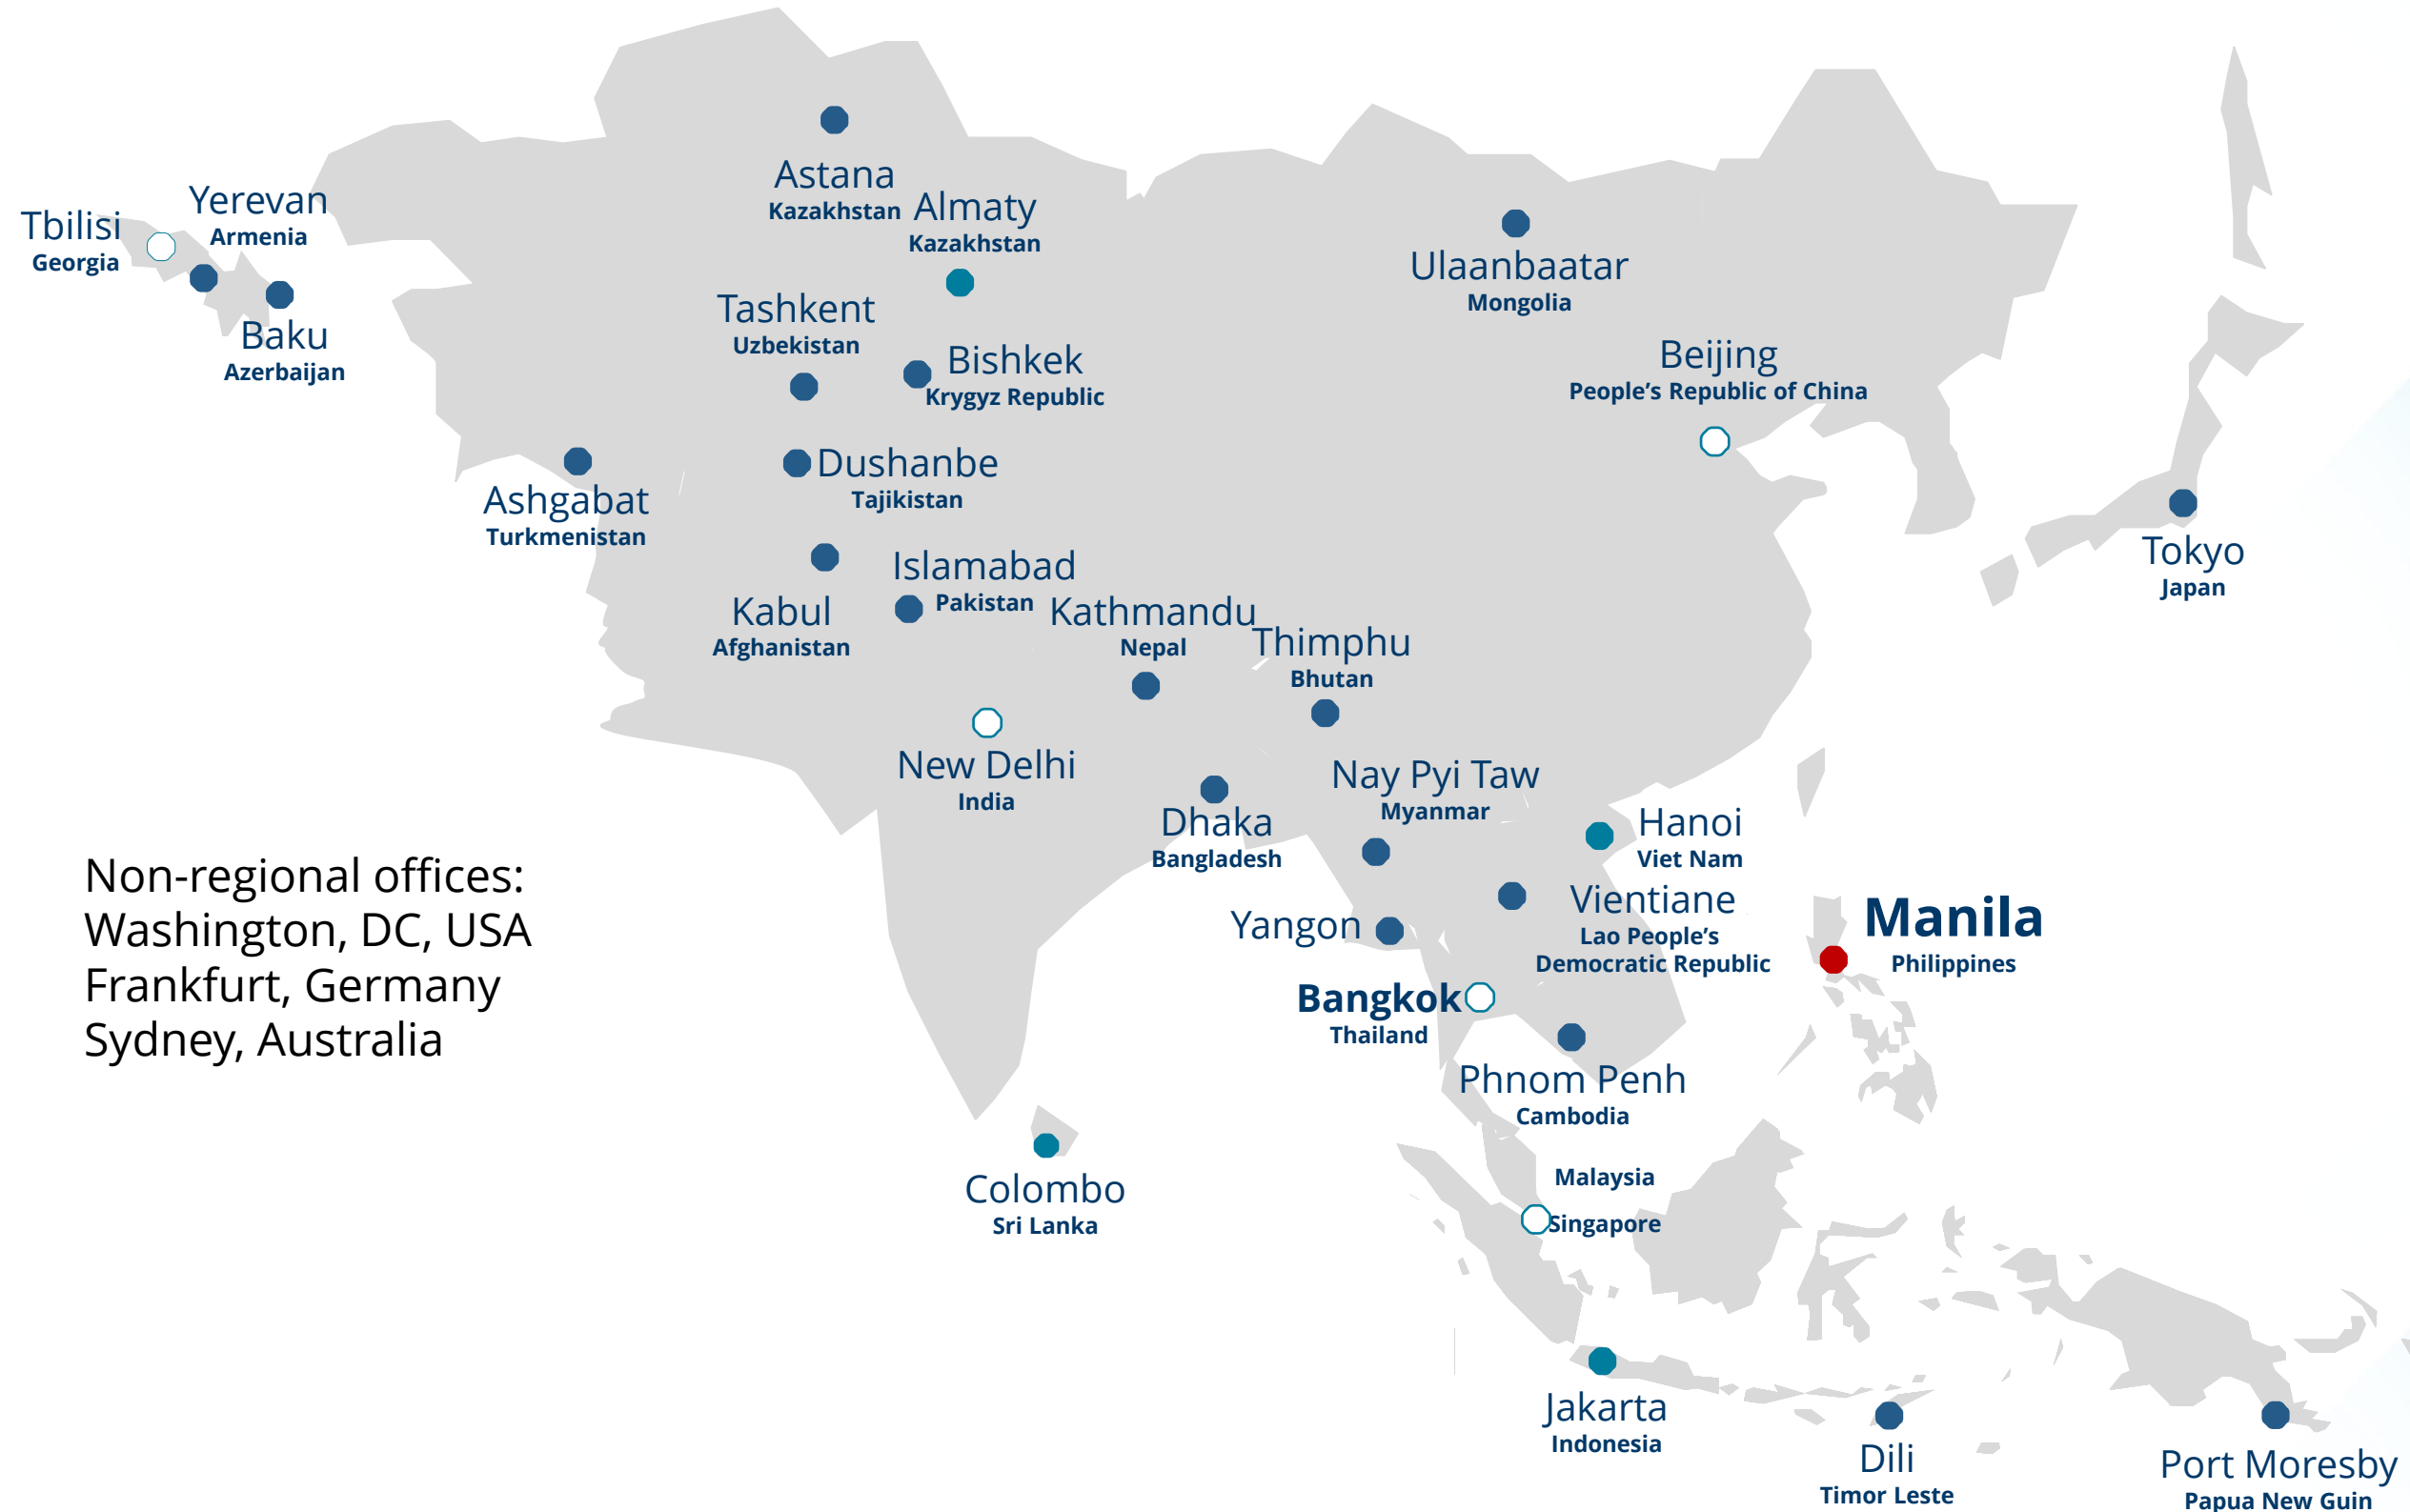 Astana
Kazakhstan
Almaty
Kazakhstan
Yerevan
Armenia
Tbilisi
Georgia
Baku
Azerbaijan
Tashkent
Uzbekistan
Bishkek
Krygyz Republic
Ulaanbaatar
Mongolia
Beijing
People’s Republic of China
Ashgabat
Turkmenistan
Dushanbe
Tajikistan
Tokyo
Japan
Islamabad
Pakistan
Kabul
Afghanistan
Kathmandu
Nepal
Thimphu
Bhutan
New Delhi
India
Dhaka
Bangladesh
Nay Pyi Taw
Myanmar
Hanoi
Viet Nam
Non-regional offices:
Washington, DC, USA
Frankfurt, Germany
Sydney, Australia
Yangon
Vientiane
Lao People’s
Democratic Republic
Manila
Philippines
Bangkok
Thailand
Phnom Penh
Cambodia
Colombo
Sri Lanka
Malaysia
Singapore
Jakarta
Indonesia
Dili
Timor Leste
Port Moresby
Papua New Guin